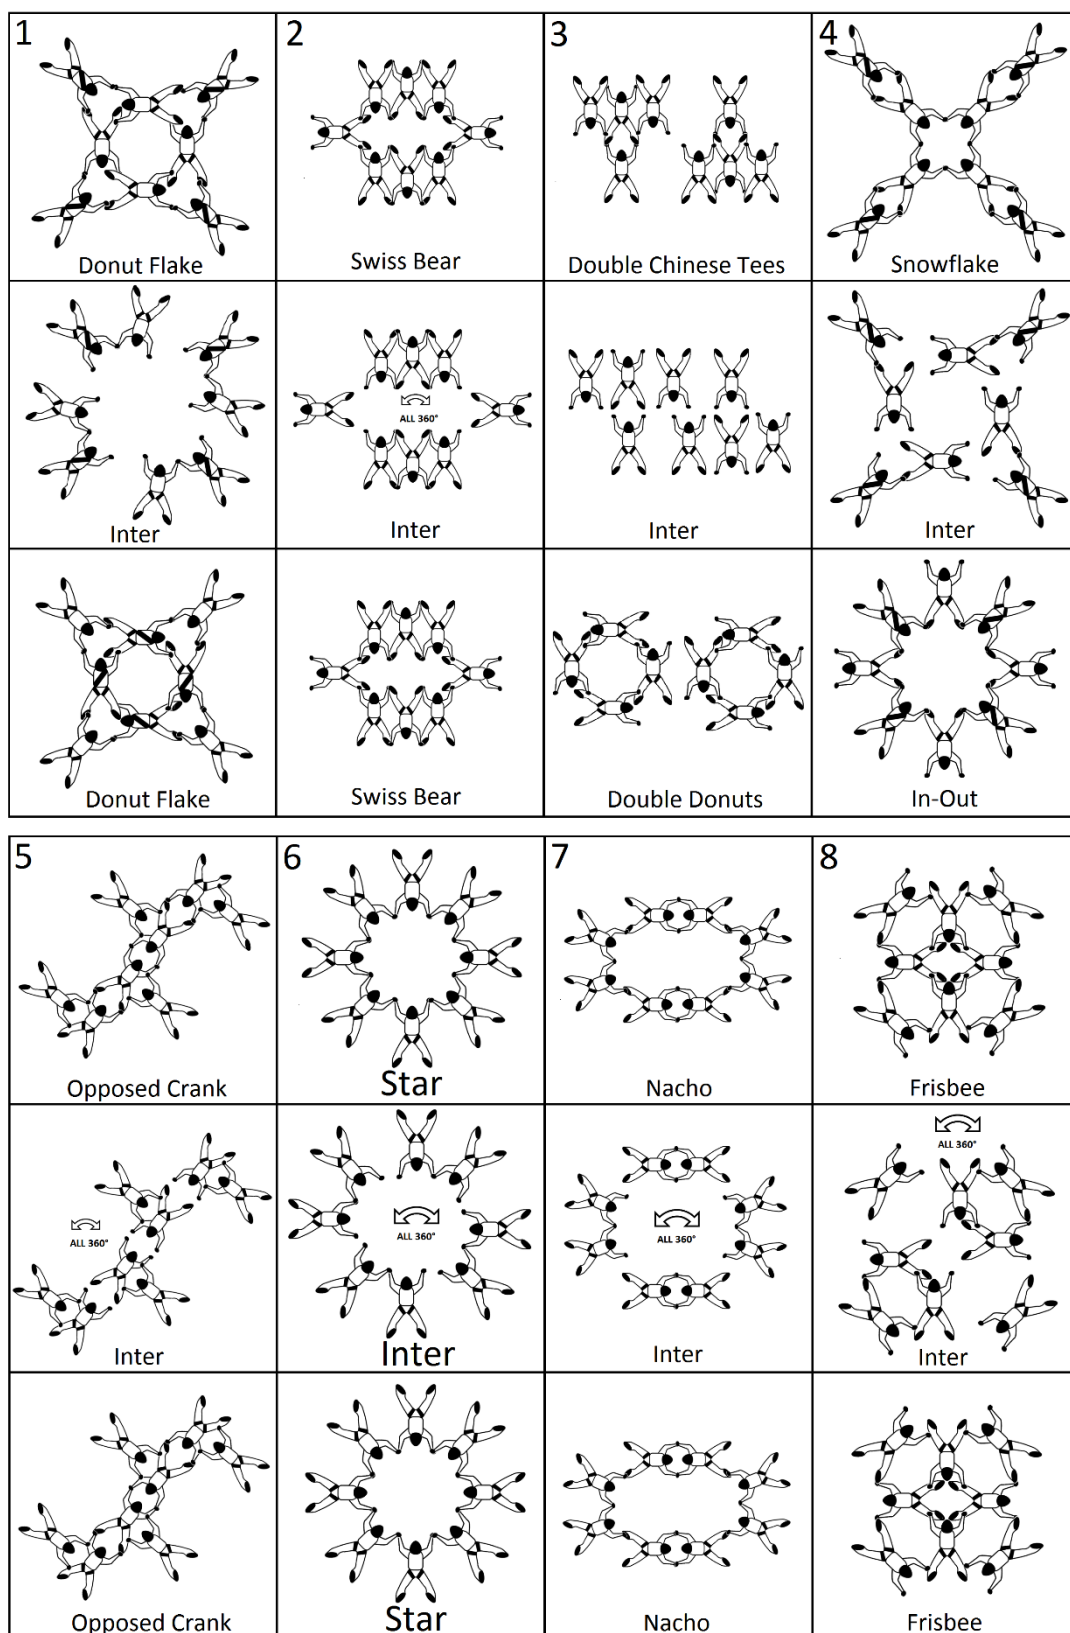 1 2 3 4
Donut Flake Swiss Bear Double Chinese Tees Snowflake
ALL 360°
Inter Inter Inter Inter
Donut Flake Swiss Bear Double Donuts In-Out
5 6 7 8
Opposed Crank Star Nacho Frisbee
ALL 360°
ALL 360° ALL 360° ALL 360°
Inter Inter Inter Inter
Opposed Crank Star Nacho Frisbee